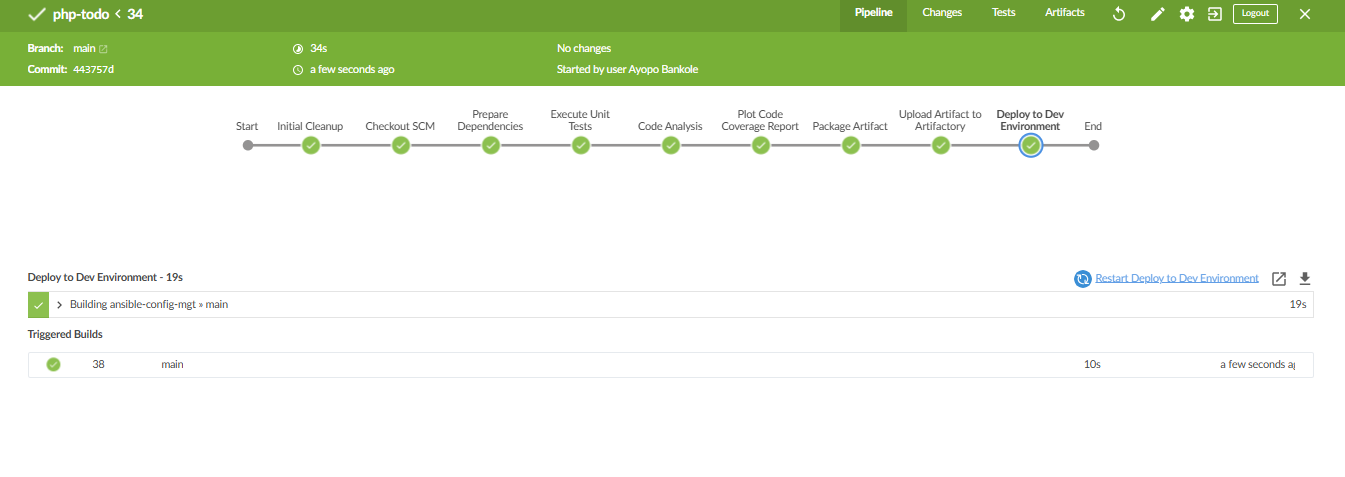 php-todo < 34
Pipeline Changes Tests Artifacts Logout
Branch: main 34s No changes
Commit: 443757d a few seconds ago Started by user Ayopo Bankole
Start Initial Cleanup Checkout SCM Prepare Dependencies Execute Unit Tests Code Analysis Plot Code Coverage Report Package Artifact Upload Artifact to Artifactory Deploy to Dev Environment End
Deploy to Dev Environment - 19s Restart Deploy to Dev Environment
Building ansible-config-mgt » main 19s
Triggered Builds
38 main 10s a few seconds